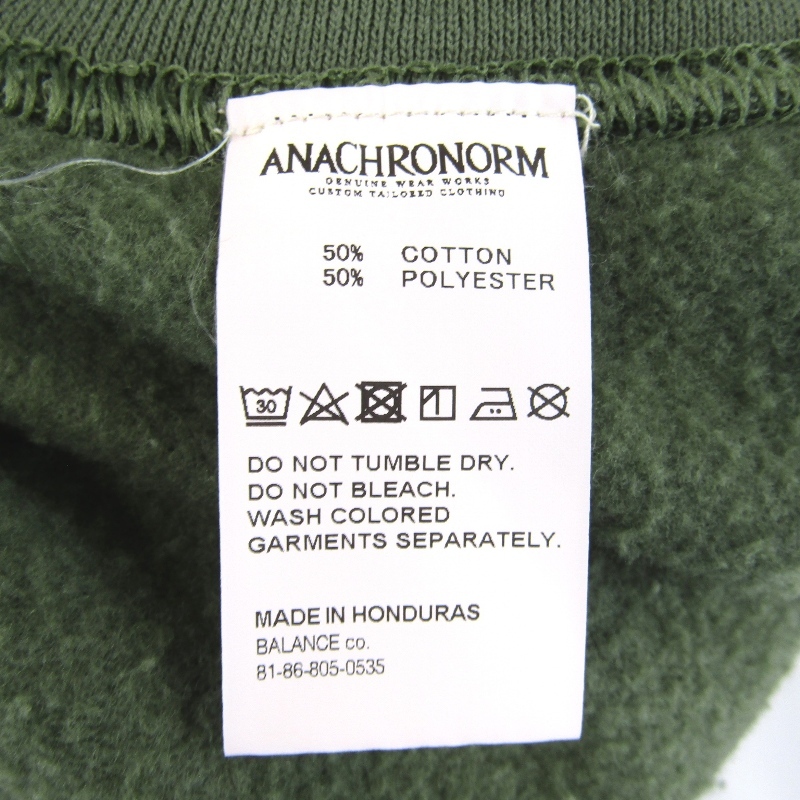 ANACHRONORM
GENUINE WEAR WORKS
CUSTOM TAILORED CLOTHING
50% COTTON
50% POLYESTER
30
DO NOT TUMBLE DRY.
DO NOT BLEACH.
WASH COLORED
GARMENTS SEPARATELY.
MADE IN HONDURAS
BALANCE co.
81-86-805-0535